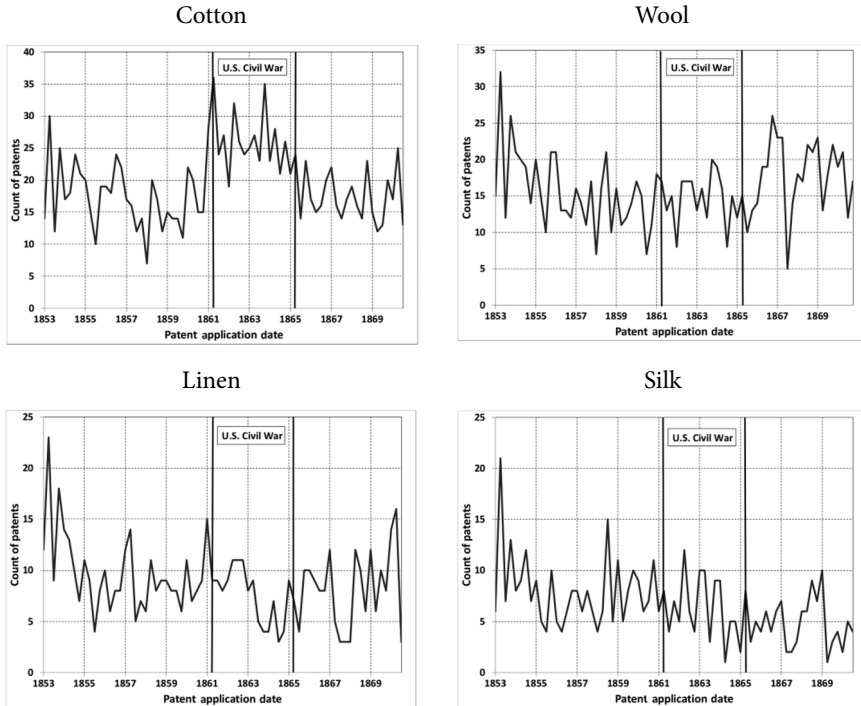 Cotton
Count of patents
40
35
30
25
20
15
10
5
0
U.S. Civil War
1853 1855 1857 1859 1861 1863 1865 1867 1869
Patent application date
Wool
Count of patents
35
30
25
20
15
10
5
0
U.S. Civil War
1853 1855 1857 1859 1861 1863 1865 1867 1869
Patent application date
Linen
Count of patents
25
20
15
10
5
0
U.S. Civil War
1853 1855 1857 1859 1861 1863 1865 1867 1869
Patent application date
Silk
Count of patents
25
20
15
10
5
0
U.S. Civil War
1853 1855 1857 1859 1861 1863 1865 1867 1869
Patent application date